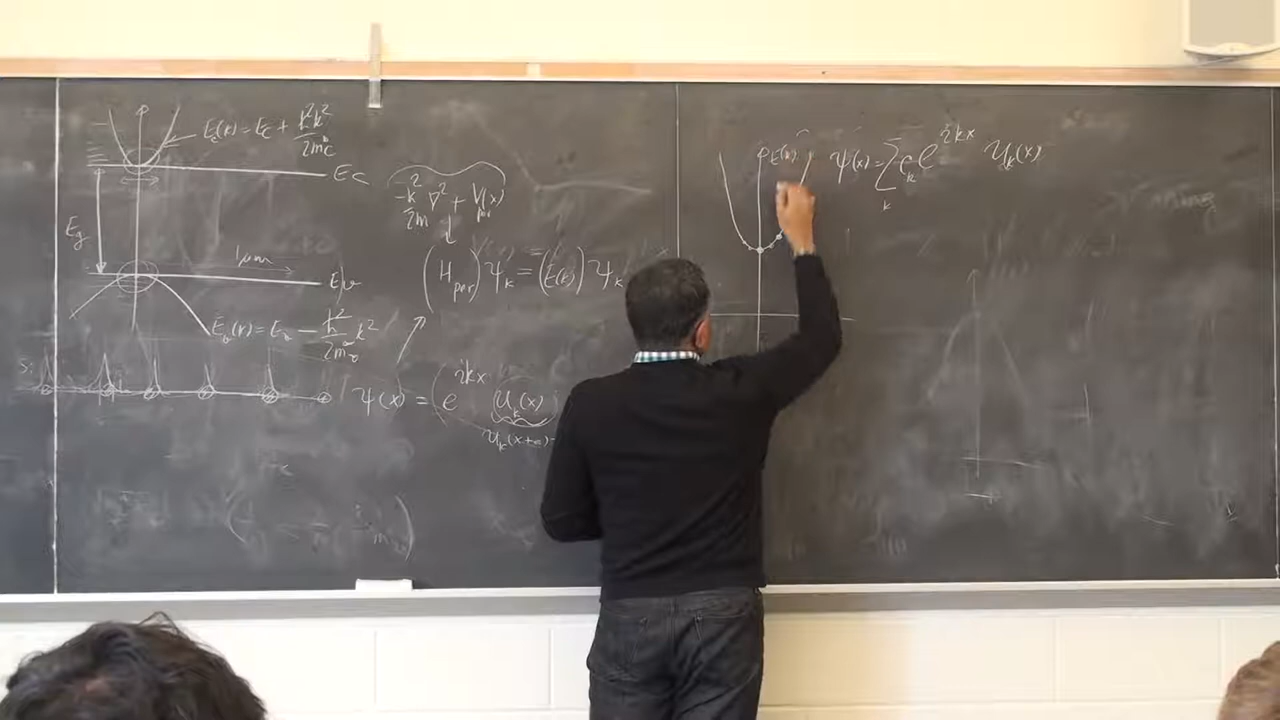 E_c(k) = E_c + ħ²k²/2m_c*
E_c
E_g
1μm
E_v
E_v(k) = E_v − ħ²/2m_v* k²
-ħ²/2m ∇² + V_per(x)
(H_per) ψ_k = (E(k)) ψ_k
ψ(x) = (e^{ikx} u_k(x)
E(k)
ψ(x) = Σ_k c_k e^{ikx} u_k(x)